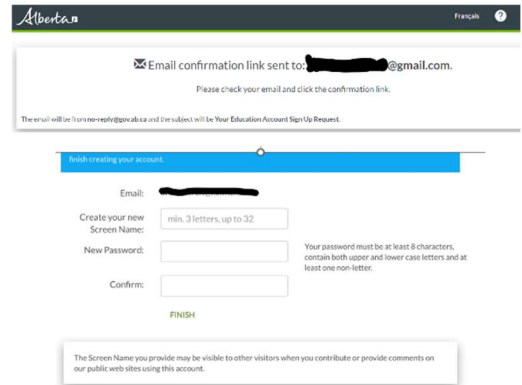 Alberta
Français ?
Email confirmation link sent to: @gmail.com.
Please check your email and click the confirmation link.
The email will be from no-reply@gov.ab.ca and the subject will be Your Education Account Sign Up Request.
finish creating your account.
Email:
Create your new
Screen Name:
min. 3 letters, up to 32
New Password:
Your password must be at least 8 characters,
contain both upper and lower case letters and at
least one non-letter.
Confirm:
FINISH
The Screen Name you provide may be visible to other visitors when you contribute or provide comments on
our public web sites using this account.